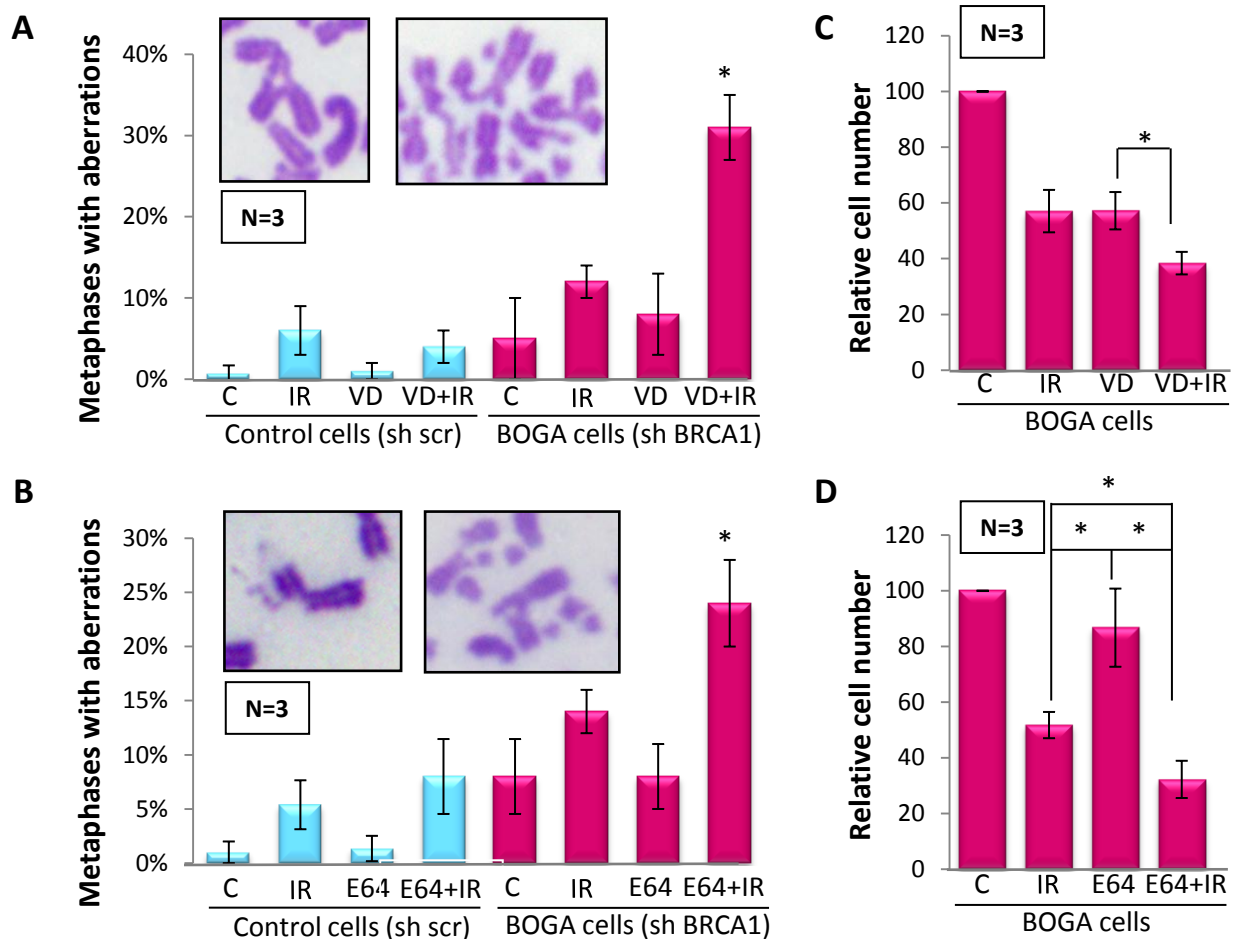 A
Metaphases with aberrations
40%
30%
20%
10%
0%
N=3
*
C IR VD VD+IR C IR VD VD+IR
Control cells (sh scr) BOGA cells (sh BRCA1)
C
Relative cell number
120
100
80
60
40
20
0
N=3
*
C IR VD VD+IR
BOGA cells
B
Metaphases with aberrations
30%
25%
20%
15%
10%
5%
0%
N=3
*
C IR E64 E64+IR C IR E64 E64+IR
Control cells (sh scr) BOGA cells (sh BRCA1)
D
Relative cell number
120
100
80
60
40
20
0
N=3
*
* *
C IR E64 E64+IR
BOGA cells